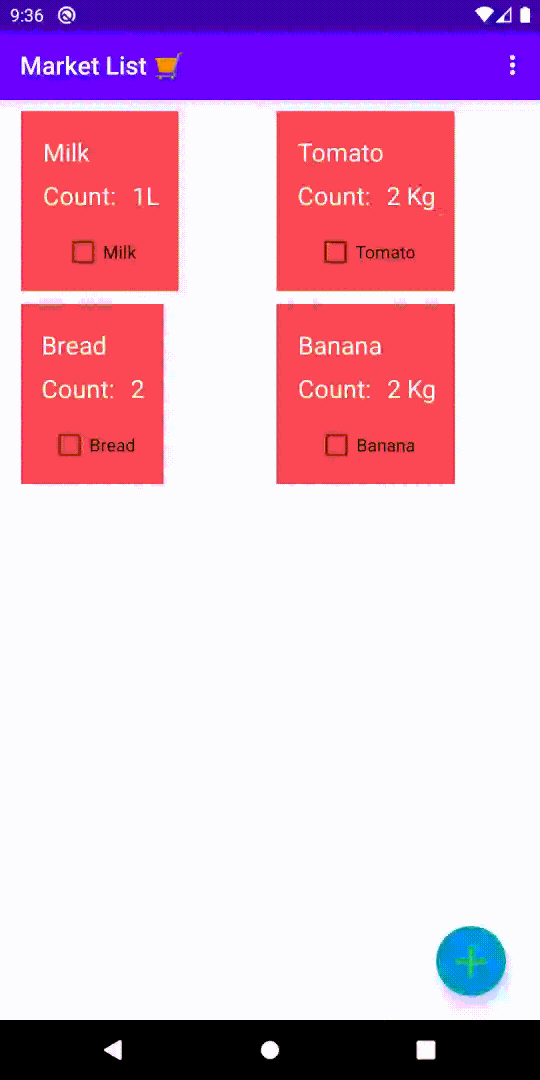 9:36
Market List 🛒
Milk
Count: 1L
Milk
Tomato
Count: 2 Kg
Tomato
Bread
Count: 2
Bread
Banana
Count: 2 Kg
Banana